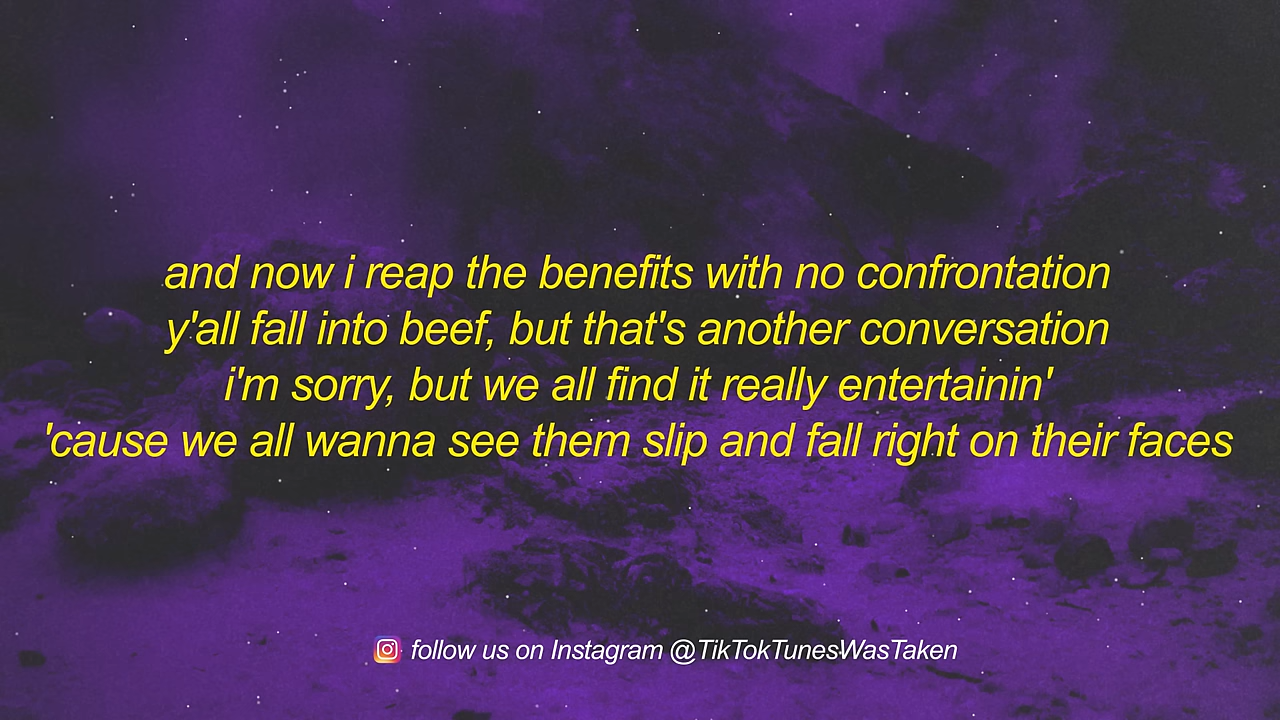 and now i reap the benefits with no confrontation
y'all fall into beef, but that's another conversation
i'm sorry, but we all find it really entertainin'
'cause we all wanna see them slip and fall right on their faces
follow us on Instagram @TikTokTunesWasTaken